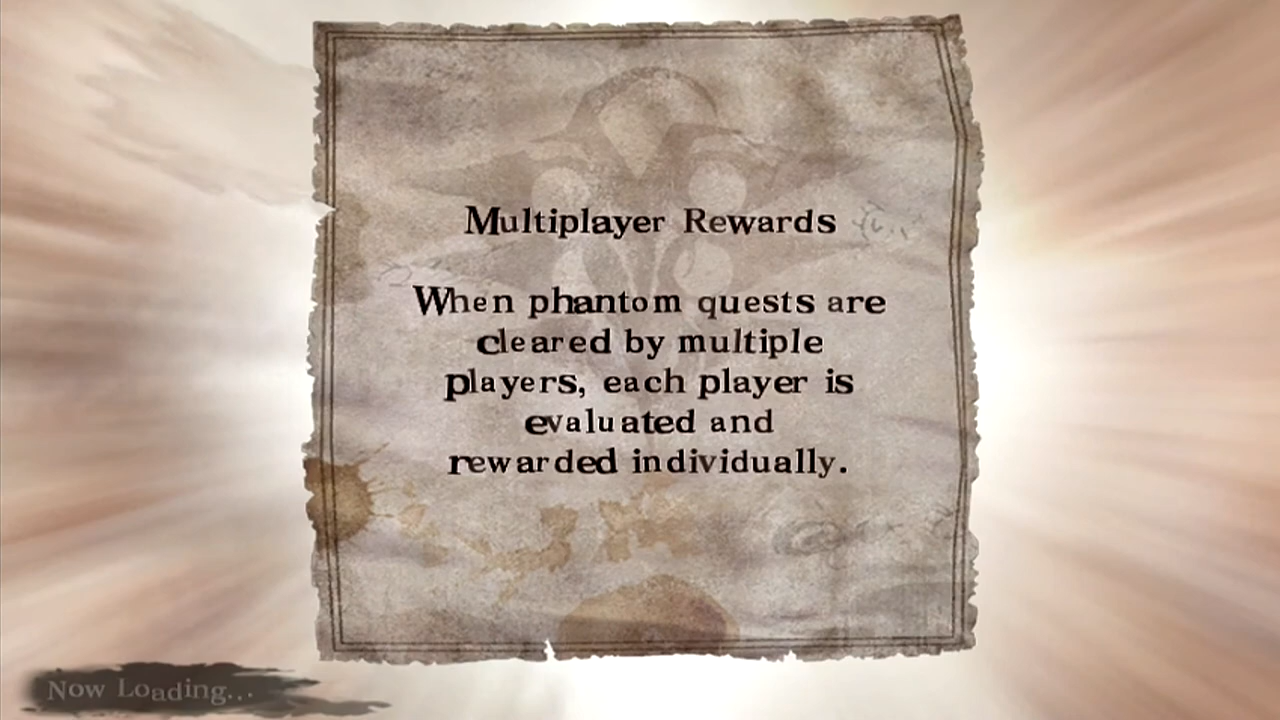 Multiplayer Rewards
When phantom quests are
cleared by multiple
players, each player is
evaluated and
rewarded individually.
Now Loading...